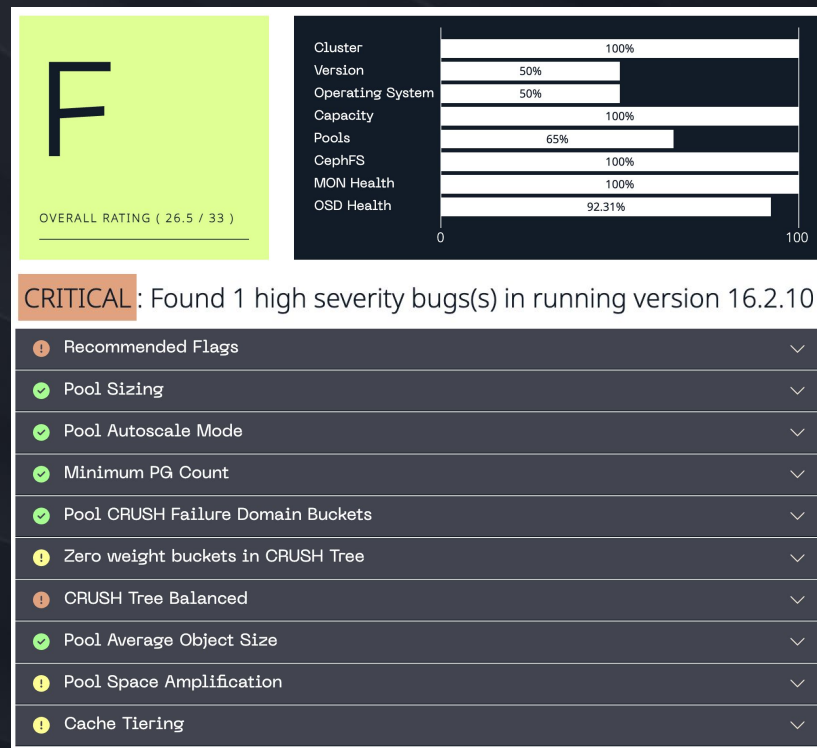 F
OVERALL RATING ( 26.5 / 33 )
Cluster 100%
Version 50%
Operating System 50%
Capacity 100%
Pools 65%
CephFS 100%
MON Health 100%
OSD Health 92.31%
0 100
CRITICAL : Found 1 high severity bugs(s) in running version 16.2.10
Recommended Flags
Pool Sizing
Pool Autoscale Mode
Minimum PG Count
Pool CRUSH Failure Domain Buckets
Zero weight buckets in CRUSH Tree
CRUSH Tree Balanced
Pool Average Object Size
Pool Space Amplification
Cache Tiering